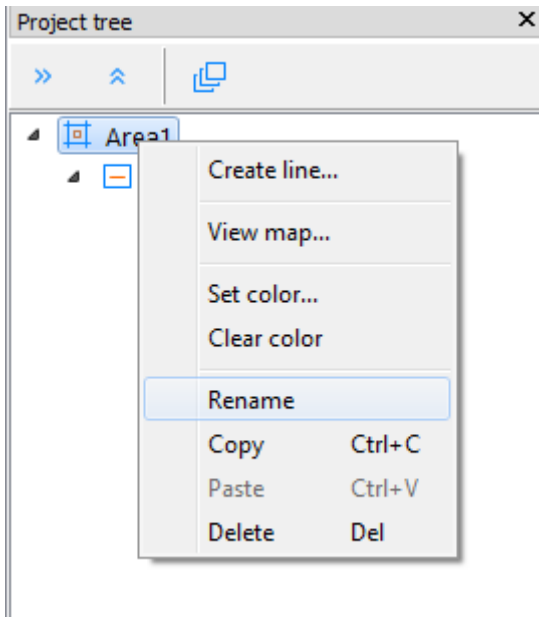 Project tree
Area1
Create line...
View map...
Set color...
Clear color
Rename
Copy Ctrl+C
Paste Ctrl+V
Delete Del